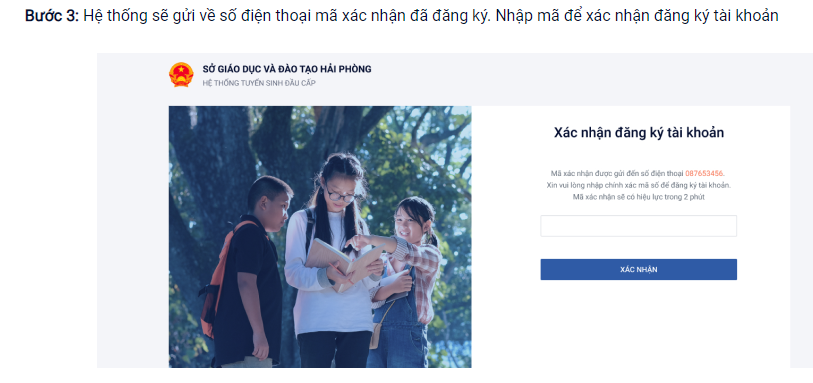 Bước 3: Hệ thống sẽ gửi về số điện thoại mã xác nhận đã đăng ký. Nhập mã để xác nhận đăng ký tài khoản
SỞ GIÁO DỤC VÀ ĐÀO TẠO HẢI PHÒNG
HỆ THỐNG TUYỂN SINH ĐẦU CẤP
Xác nhận đăng ký tài khoản
Mã xác nhận được gửi đến số điện thoại 087653456.
Xin vui lòng nhập chính xác mã số để đăng ký tài khoản.
Mã xác nhận sẽ có hiệu lực trong 2 phút
XÁC NHẬN